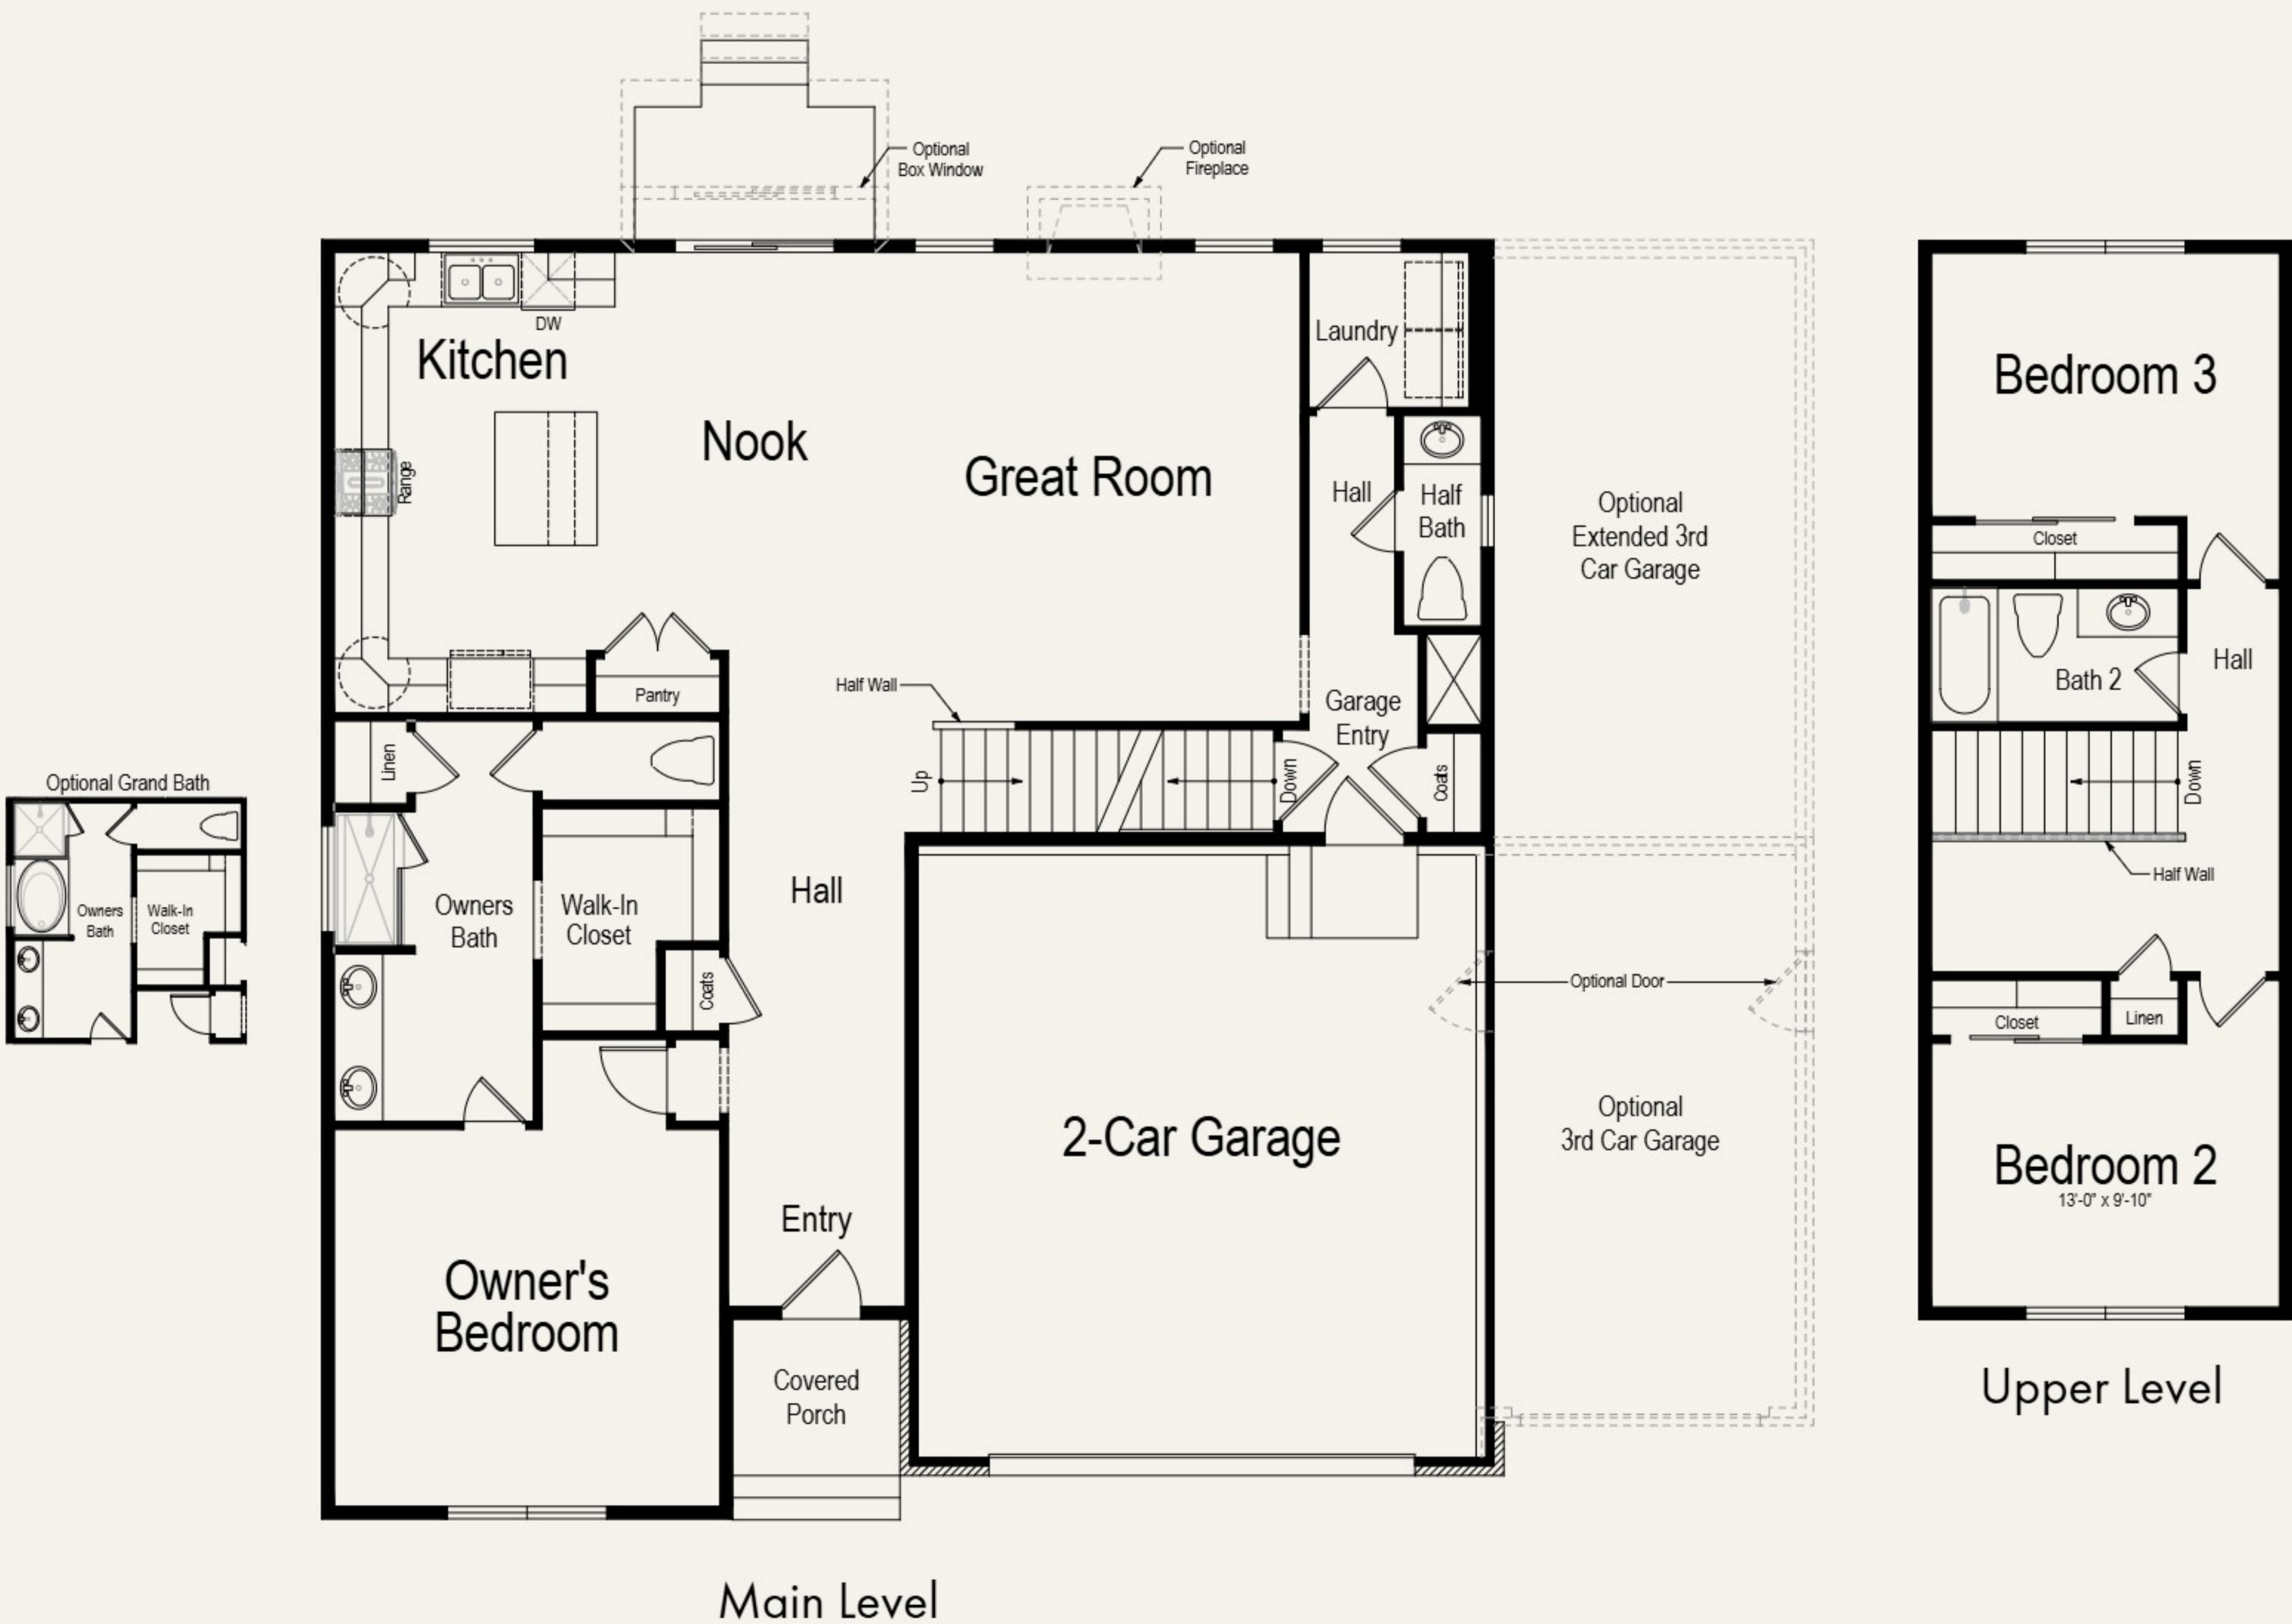 Optional
Box Window
Optional
Fireplace
DW
Kitchen
Range
Nook
Great Room
Laundry
Hall
Half
Bath
Optional
Extended 3rd
Car Garage
Pantry
Half Wall
Garage
Entry
Linen
Up
Down
Coats
Optional Grand Bath
Owners
Bath
Walk-In
Closet
Owners
Bath
Walk-In
Closet
Coats
Hall
Optional Door
2-Car Garage
Optional
3rd Car Garage
Entry
Owner's
Bedroom
Covered
Porch
Main Level
Bedroom 3
Closet
Bath 2
Hall
Down
Half Wall
Closet
Linen
Bedroom 2
13'-0" x 9'-10"
Upper Level